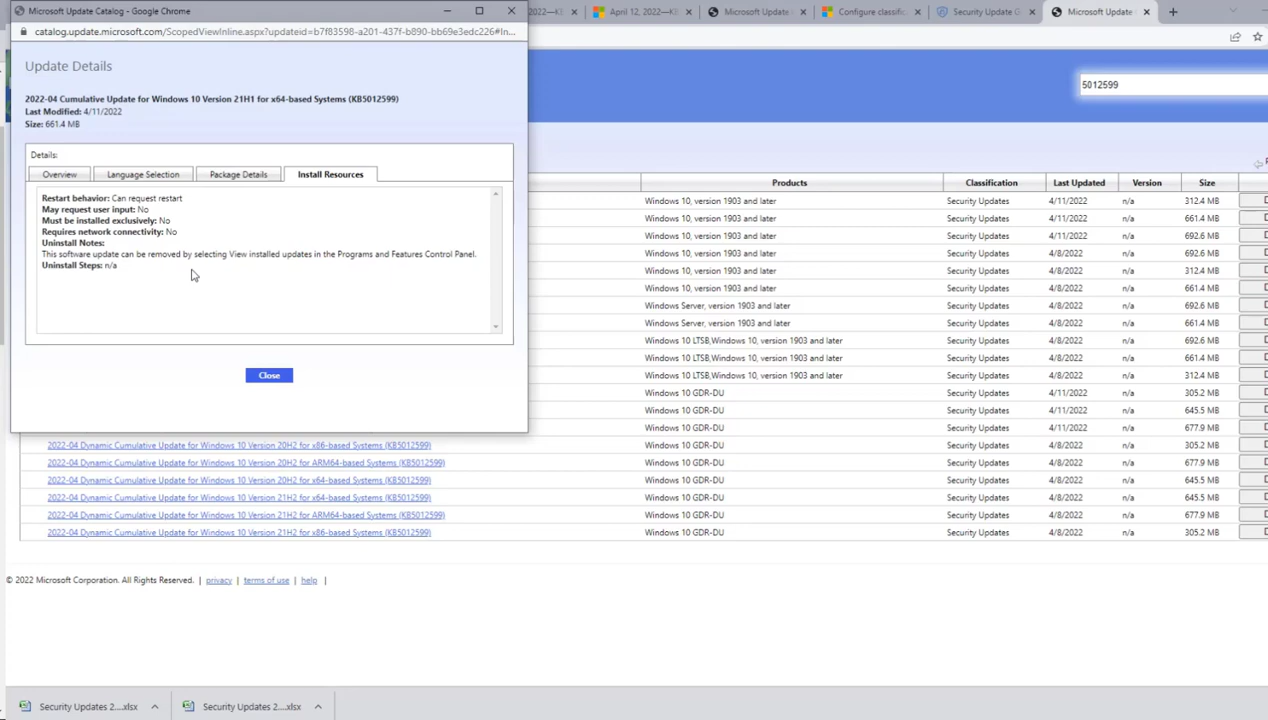 Microsoft Update Catalog - Google Chrome
2022—K
April 12, 2022—KB
Microsoft Update
Configure classific
Security Update G
Microsoft Update
catalog.update.microsoft.com/ScopedViewInline.aspx?updateid=b7f83598-a201-437f-b890-bb69e3edc226#In...
Update Details
5012599
2022-04 Cumulative Update for Windows 10 Version 21H1 for x64-based Systems (KB5012599)
Last Modified: 4/11/2022
Size: 661.4 MB
Details:
Overview Language Selection Package Details Install Resources
Restart behavior: Can request restart
May request user input: No
Must be installed exclusively: No
Requires network connectivity: No
Uninstall Notes:
This software update can be removed by selecting View installed updates in the Programs and Features Control Panel.
Uninstall Steps: n/a
Close
Products Classification Last Updated Version Size
Windows 10, version 1903 and later Security Updates 4/11/2022 n/a 312.4 MB
Windows 10, version 1903 and later Security Updates 4/11/2022 n/a 661.4 MB
Windows 10, version 1903 and later Security Updates 4/11/2022 n/a 692.6 MB
Windows 10, version 1903 and later Security Updates 4/8/2022 n/a 692.6 MB
Windows 10, version 1903 and later Security Updates 4/8/2022 n/a 312.4 MB
Windows 10, version 1903 and later Security Updates 4/8/2022 n/a 661.4 MB
Windows Server, version 1903 and later Security Updates 4/8/2022 n/a 692.6 MB
Windows Server, version 1903 and later Security Updates 4/8/2022 n/a 661.4 MB
Windows 10 LTSB,Windows 10, version 1903 and later Security Updates 4/8/2022 n/a 692.6 MB
Windows 10 LTSB,Windows 10, version 1903 and later Security Updates 4/8/2022 n/a 661.4 MB
Windows 10 LTSB,Windows 10, version 1903 and later Security Updates 4/8/2022 n/a 312.4 MB
Windows 10 GDR-DU Security Updates 4/11/2022 n/a 305.2 MB
Windows 10 GDR-DU Security Updates 4/11/2022 n/a 645.5 MB
Windows 10 GDR-DU Security Updates 4/11/2022 n/a 677.9 MB
2022-04 Dynamic Cumulative Update for Windows 10 Version 20H2 for x86-based Systems (KB5012599) Windows 10 GDR-DU Security Updates 4/8/2022 n/a 305.2 MB
2022-04 Dynamic Cumulative Update for Windows 10 Version 20H2 for ARM64-based Systems (KB5012599) Windows 10 GDR-DU Security Updates 4/8/2022 n/a 677.9 MB
2022-04 Dynamic Cumulative Update for Windows 10 Version 20H2 for x64-based Systems (KB5012599) Windows 10 GDR-DU Security Updates 4/8/2022 n/a 645.5 MB
2022-04 Dynamic Cumulative Update for Windows 10 Version 21H2 for x64-based Systems (KB5012599) Windows 10 GDR-DU Security Updates 4/8/2022 n/a 645.5 MB
2022-04 Dynamic Cumulative Update for Windows 10 Version 21H2 for ARM64-based Systems (KB5012599) Windows 10 GDR-DU Security Updates 4/8/2022 n/a 677.9 MB
2022-04 Dynamic Cumulative Update for Windows 10 Version 21H2 for x86-based Systems (KB5012599) Windows 10 GDR-DU Security Updates 4/8/2022 n/a 305.2 MB
© 2022 Microsoft Corporation. All Rights Reserved. | privacy | terms of use | help |
Security Updates 2....xlsx
Security Updates 2....xlsx